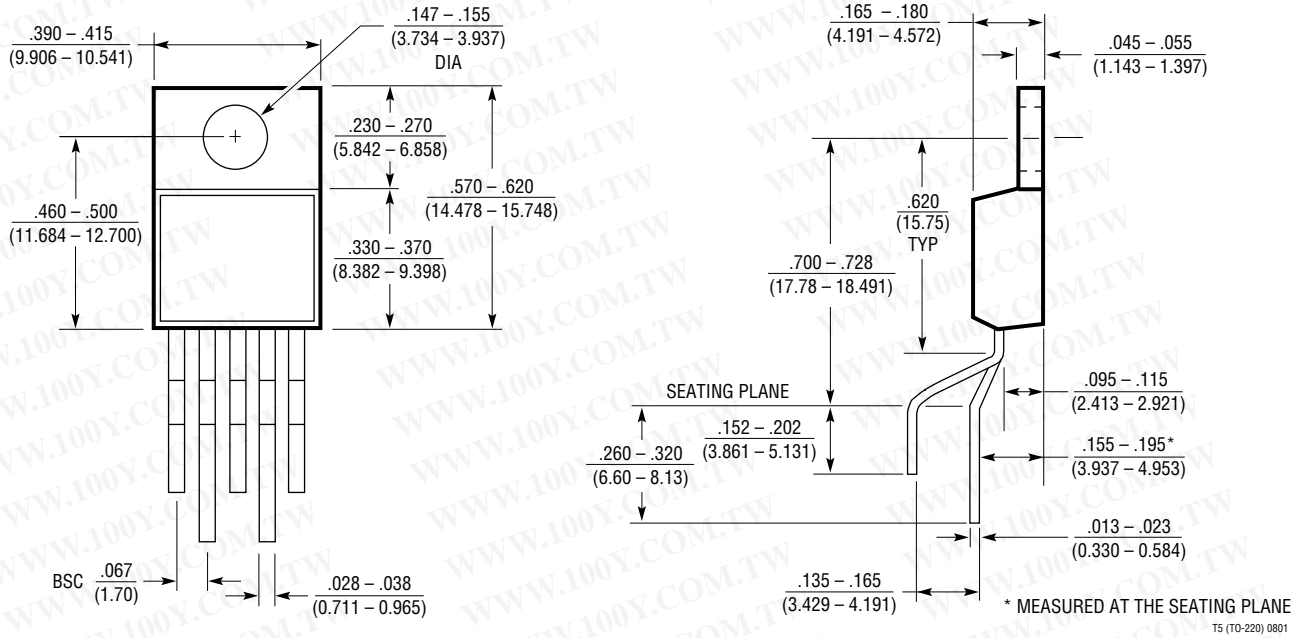 .390 – .415
(9.906 – 10.541)
.147 – .155
(3.734 – 3.937)
DIA
.230 – .270
(5.842 – 6.858)
.570 – .620
(14.478 – 15.748)
.460 – .500
(11.684 – 12.700)
.330 – .370
(8.382 – 9.398)
BSC
.067
(1.70)
.028 – .038
(0.711 – 0.965)
.165 – .180
(4.191 – 4.572)
.045 – .055
(1.143 – 1.397)
.620
(15.75)
TYP
.700 – .728
(17.78 – 18.491)
SEATING PLANE
.152 – .202
(3.861 – 5.131)
.260 – .320
(6.60 – 8.13)
.095 – .115
(2.413 – 2.921)
.155 – .195*
(3.937 – 4.953)
.013 – .023
(0.330 – 0.584)
.135 – .165
(3.429 – 4.191)
* MEASURED AT THE SEATING PLANE
T5 (TO-220) 0801
WWW.100Y.COM.TW